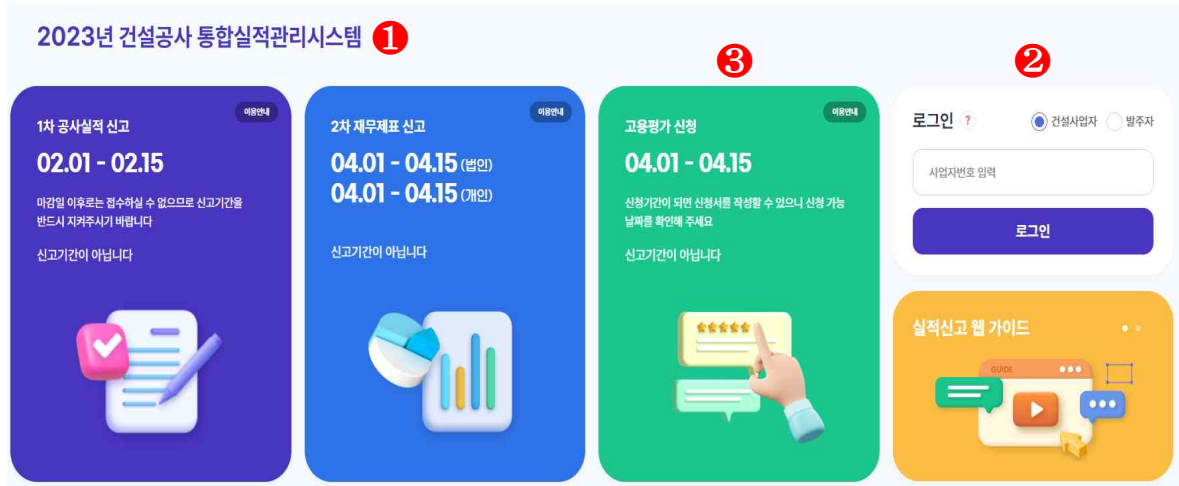 2023년 건설공사 통합실적관리시스템 ❶
❸
❷
이용안내
1차 공사실적 신고
02.01 - 02.15
마감일 이후로는 접수하실 수 없으므로 신고기간을
반드시 지켜주시기 바랍니다
신고기간이 아닙니다
이용안내
2차 재무제표 신고
04.01 - 04.15 (법인)
04.01 - 04.15 (개인)
신고기간이 아닙니다
이용안내
고용평가 신청
04.01 - 04.15
신청기간이 되면 신청서를 작성할 수 있으니 신청 가능
날짜를 확인해 주세요
신고기간이 아닙니다
로그인 ? 건설사업자 발주자
사업자번호 입력
로그인
실적신고 웹 가이드
GUIDE